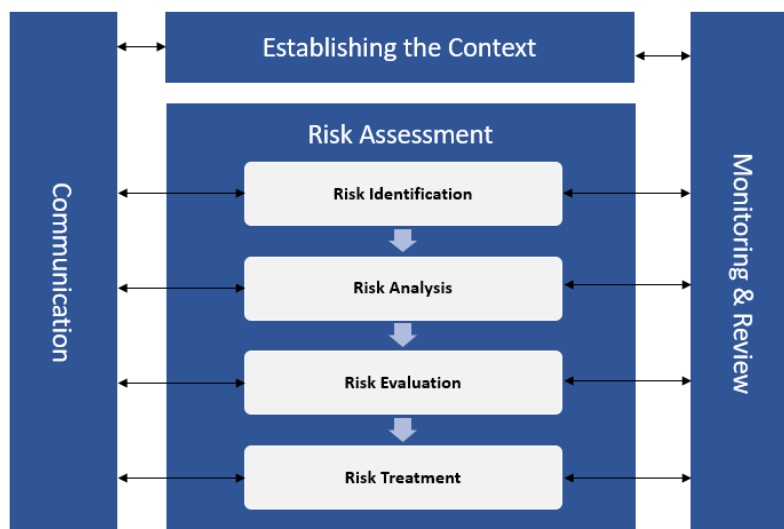 Establishing the Context
Communication
Risk Assessment
Risk Identification
Risk Analysis
Risk Evaluation
Risk Treatment
Monitoring & Review